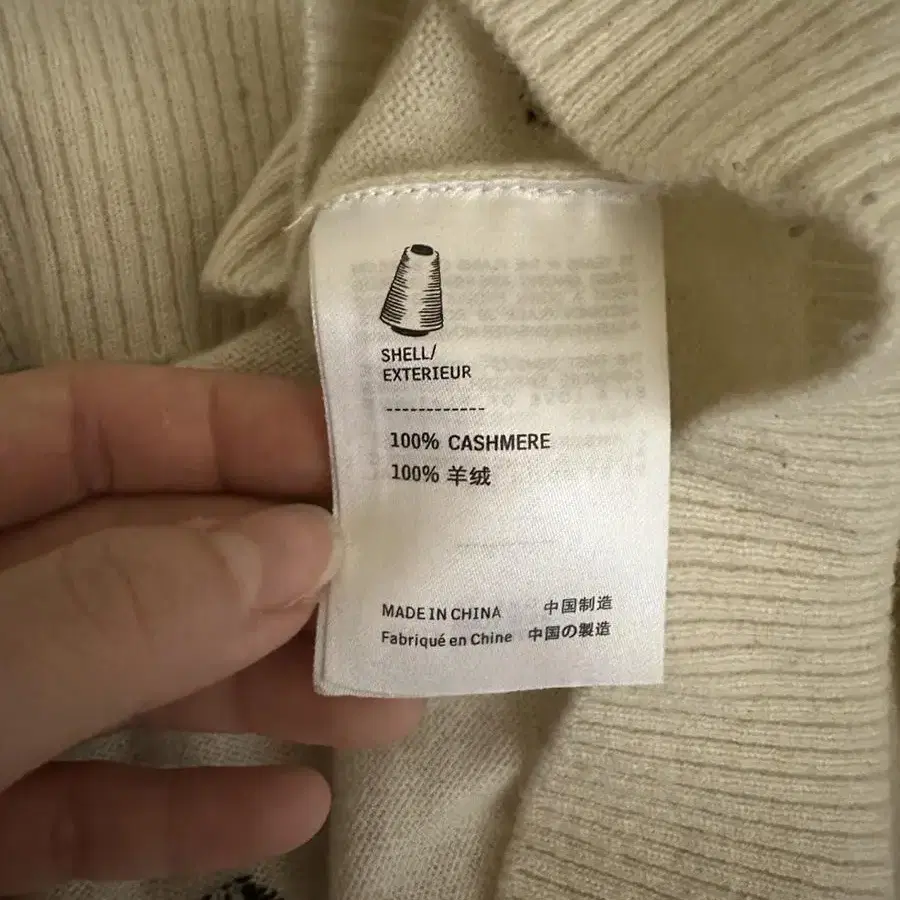 SHELL/
EXTERIEUR
------------
100% CASHMERE
100% 羊绒
MADE IN CHINA 中国制造
Fabriqué en Chine 中国の製造